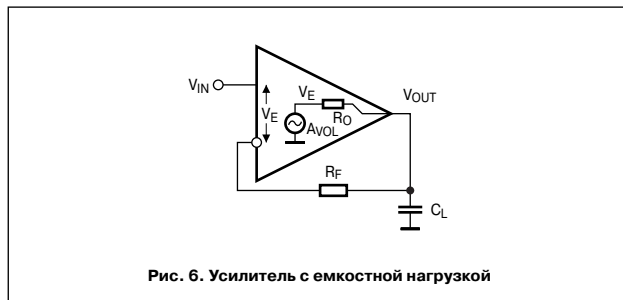 V_IN
V_E
V_E
R_O
A_VOL
V_OUT
R_F
C_L
Рис. 6. Усилитель с емкостной нагрузкой